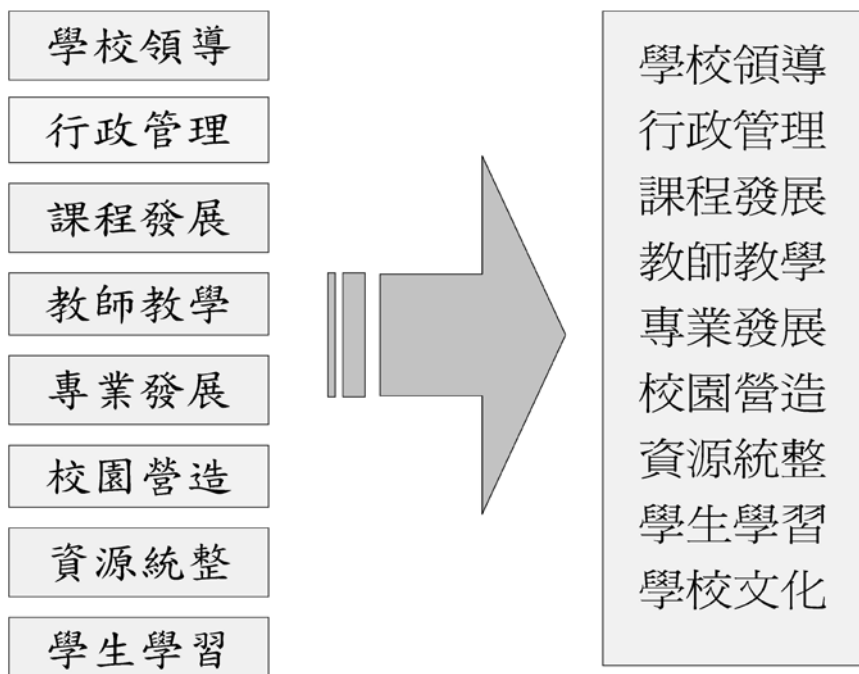 學校領導
行政管理
課程發展
教師教學
專業發展
校園營造
資源統整
學生學習
學校領導
行政管理
課程發展
教師教學
專業發展
校園營造
資源統整
學生學習
學校文化